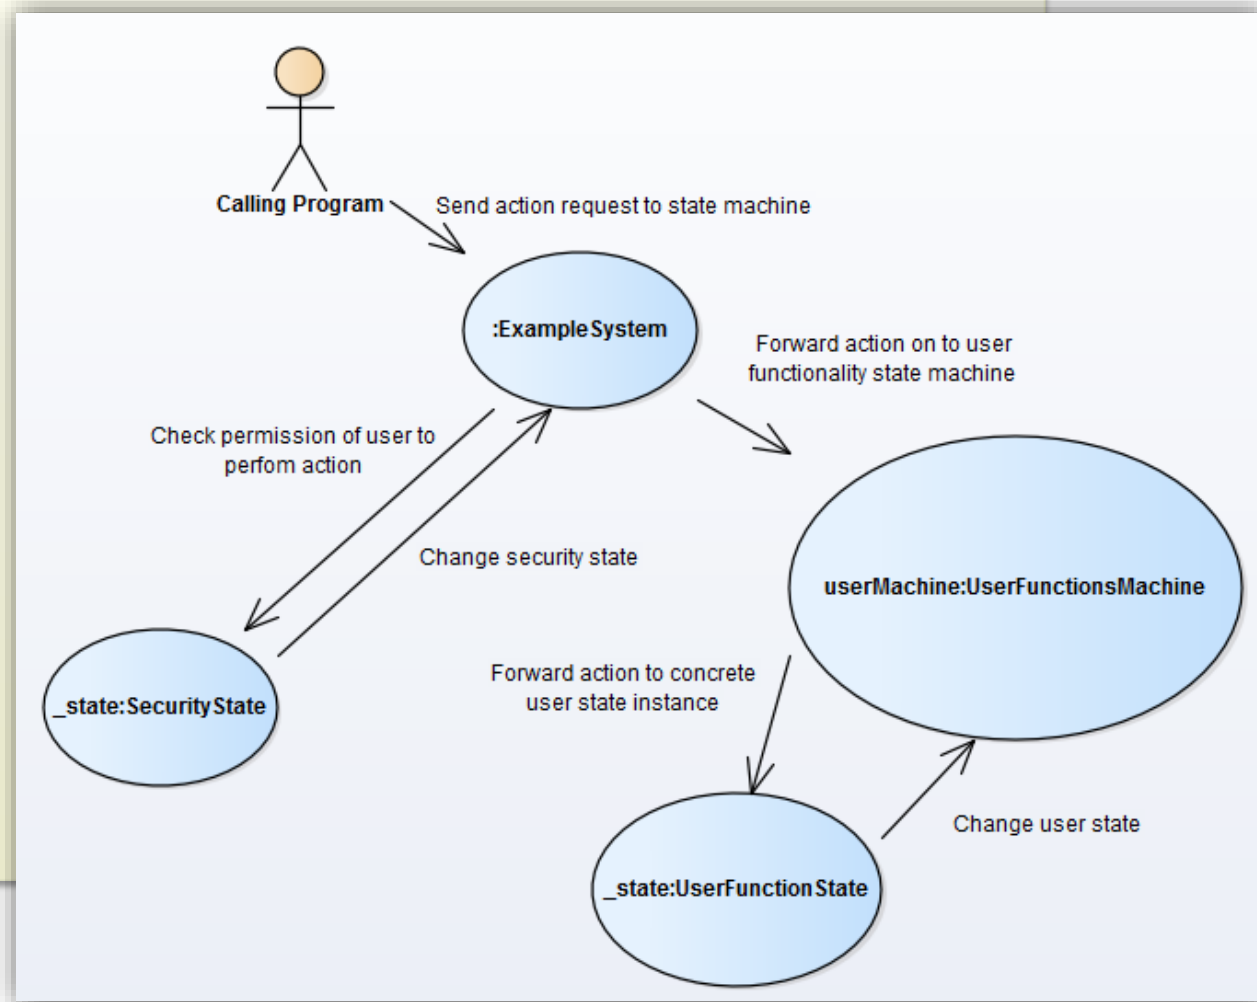 Calling Program
Send action request to state machine
:ExampleSystem
Forward action on to user
functionality state machine
Check permission of user to
perfom action
Change security state
userMachine:UserFunctionsMachine
_state:SecurityState
Forward action to concrete
user state instance
Change user state
_state:UserFunctionState